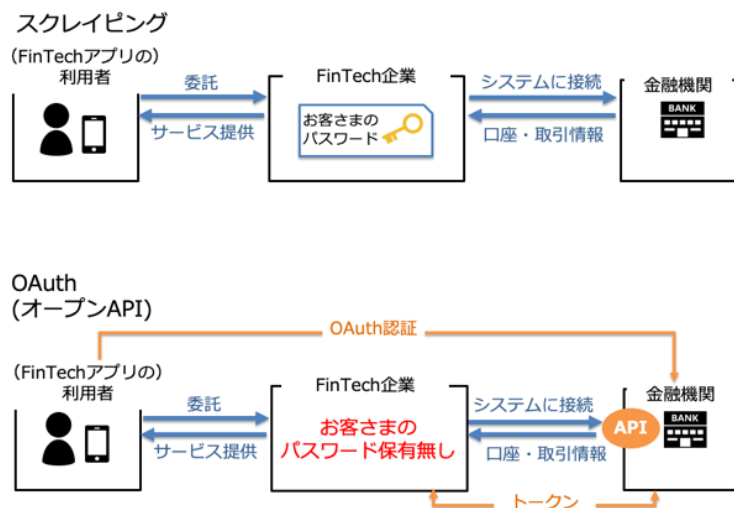 スクレイピング
（FinTechアプリの）
利用者
委託
サービス提供
FinTech企業
お客さまの
パスワード
システムに接続
口座・取引情報
金融機関
BANK
OAuth
(オープンAPI)
OAuth認証
（FinTechアプリの）
利用者
委託
サービス提供
FinTech企業
お客さまの
パスワード保有無し
システムに接続
口座・取引情報
API
金融機関
BANK
トークン